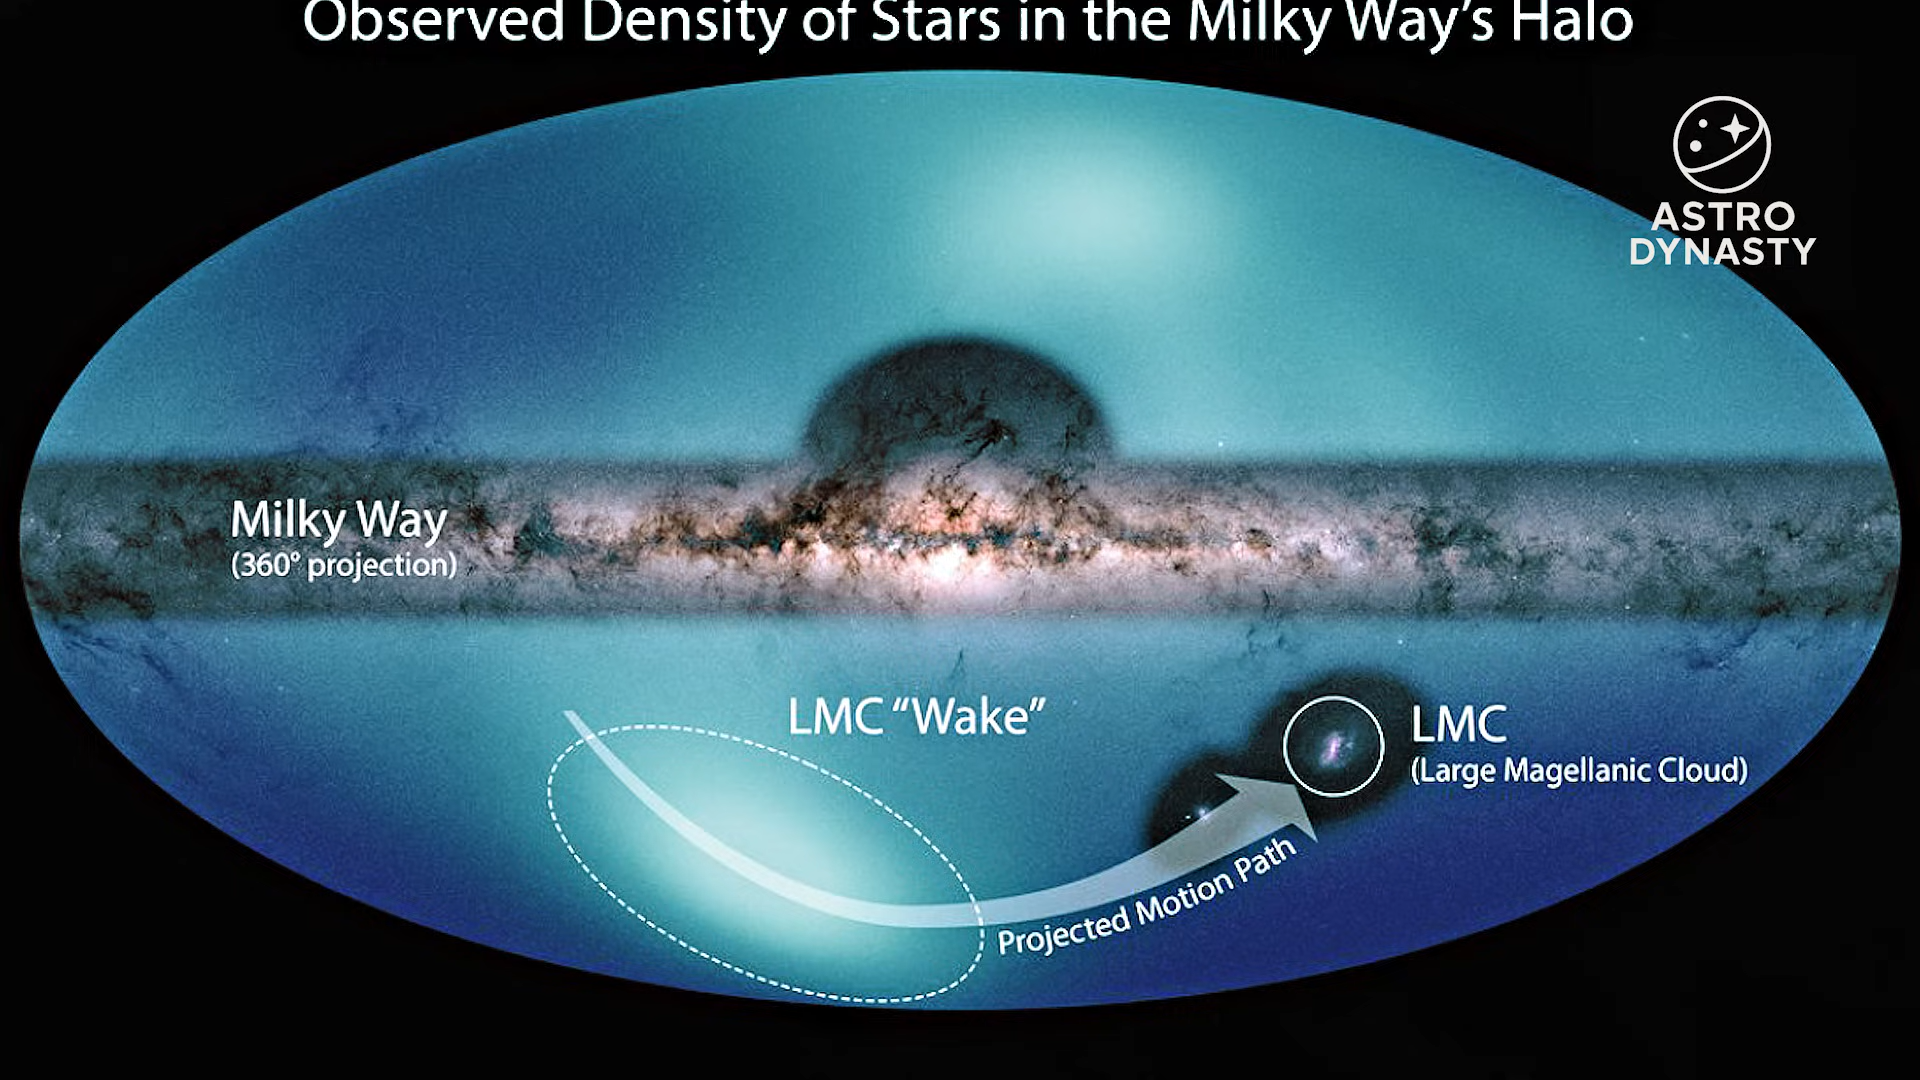 Observed Density of Stars in the Milky Way’s Halo
ASTRO
DYNASTY
Milky Way
(360° projection)
LMC “Wake”
LMC
(Large Magellanic Cloud)
Projected Motion Path